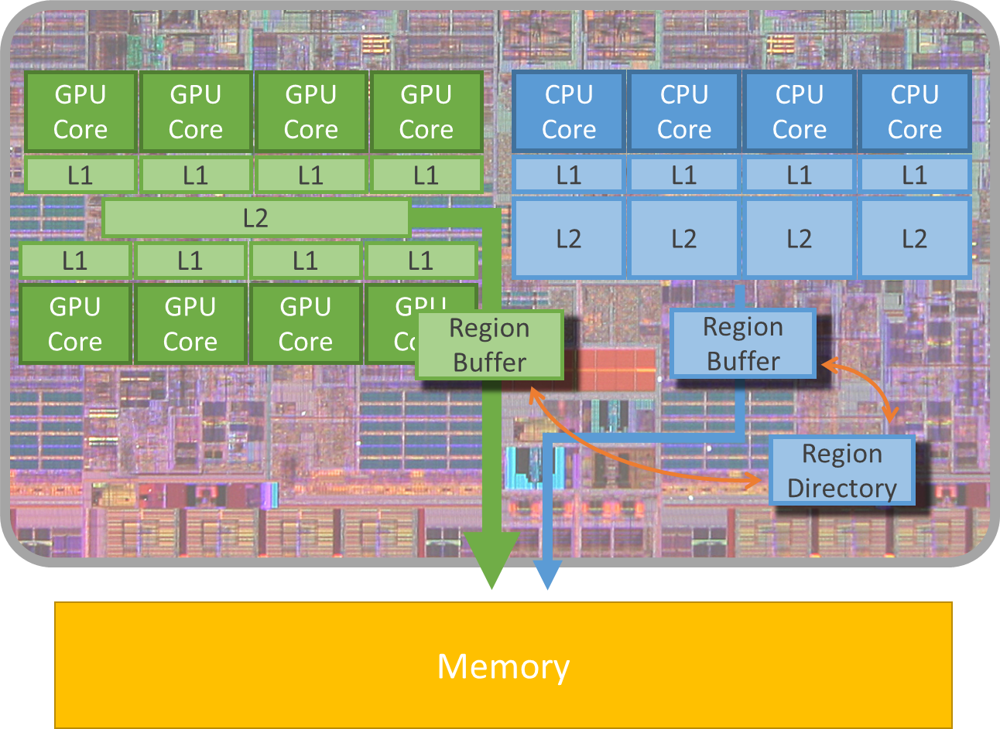 GPU
Core
GPU
Core
GPU
Core
GPU
Core
CPU
Core
CPU
Core
CPU
Core
CPU
Core
L1
L1
L1
L1
L1
L1
L1
L1
L2
L2
L2
L2
L2
L1
L1
L1
L1
GPU
Core
GPU
Core
GPU
Core
GPU
Co
Region
Buffer
Region
Buffer
Region
Directory
Memory